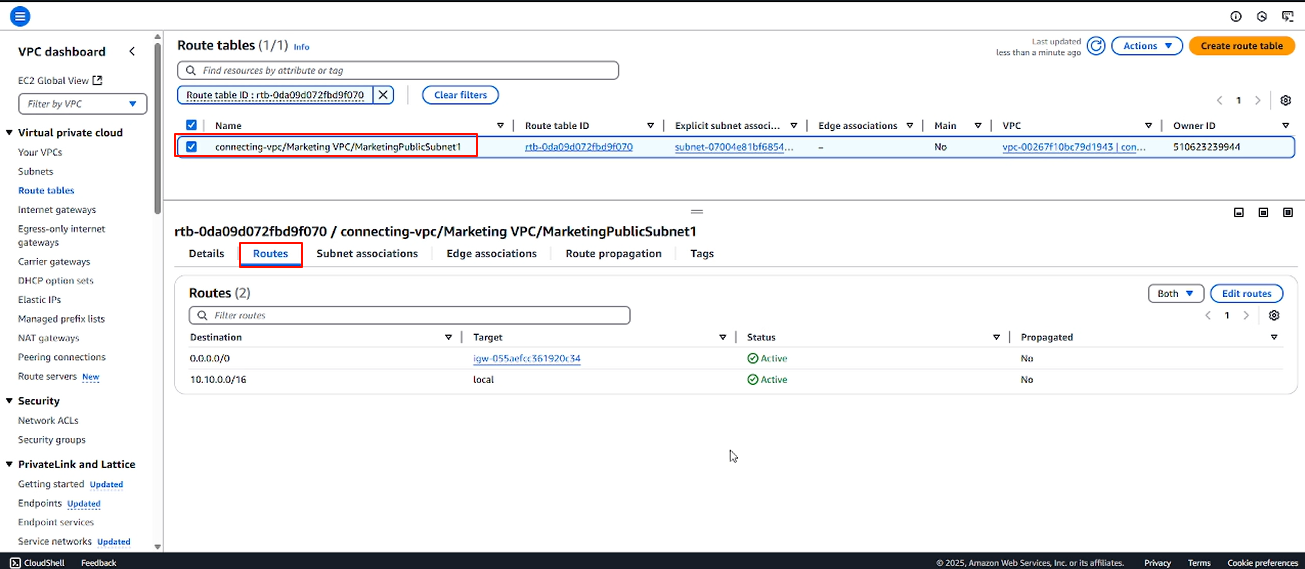 VPC dashboard
EC2 Global View
Filter by VPC
Virtual private cloud
Your VPCs
Subnets
Route tables
Internet gateways
Egress-only internet
gateways
Carrier gateways
DHCP option sets
Elastic IPs
Managed prefix lists
NAT gateways
Peering connections
Route servers New
Security
Network ACLs
Security groups
PrivateLink and Lattice
Getting started Updated
Endpoints Updated
Endpoint services
Service networks Updated
Route tables (1/1) Info
Last updated
less than a minute ago
Actions
Create route table
Find resources by attribute or tag
Route table ID : rtb-0da09d072fbd9f070
Clear filters
1
Name Route table ID Explicit subnet associ... Edge associations Main VPC Owner ID
connecting-vpc/Marketing VPC/MarketingPublicSubnet1 rtb-0da09d072fbd9f070 subnet-07004e81bf6854... – No vpc-00267f10bc79d1943 | con... 510623239944
rtb-0da09d072fbd9f070 / connecting-vpc/Marketing VPC/MarketingPublicSubnet1
Details Routes Subnet associations Edge associations Route propagation Tags
Routes (2)
Both
Edit routes
Filter routes
1
Destination Target Status Propagated
0.0.0.0/0 igw-055aefcc361920c34 Active No
10.10.0.0/16 local Active No
CloudShell Feedback © 2025, Amazon Web Services, Inc. or its affiliates. Privacy Terms Cookie preferences